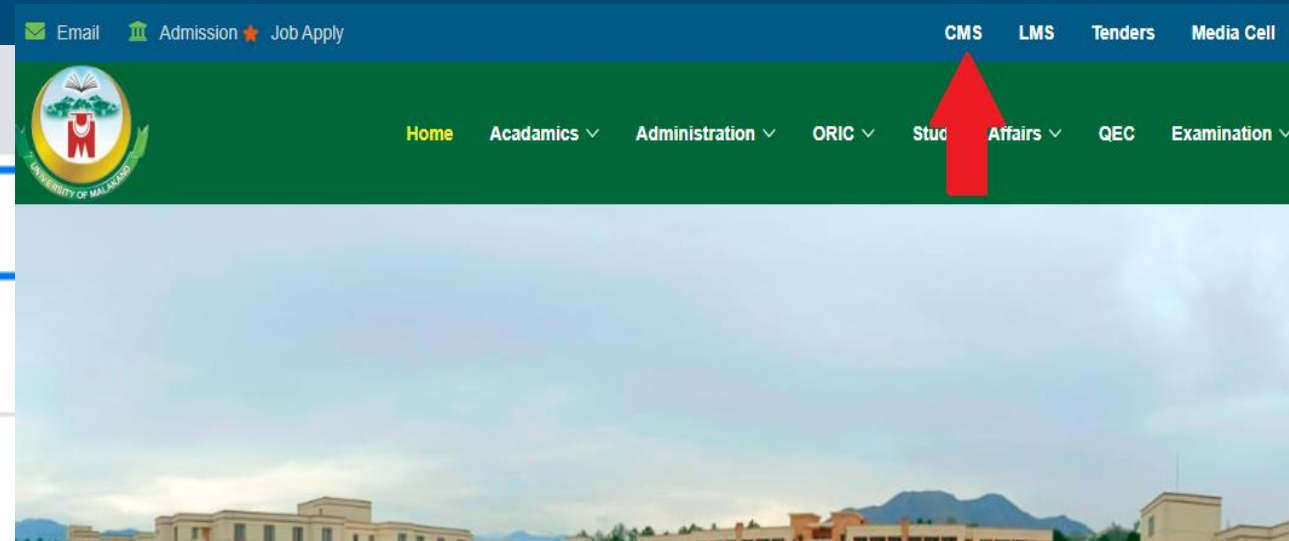 Email Admission Job Apply CMS LMS Tenders Media Cell
Home Acadamics Administration ORIC Affairs QEC Examination
UNIVERSITY OF MALAKAND